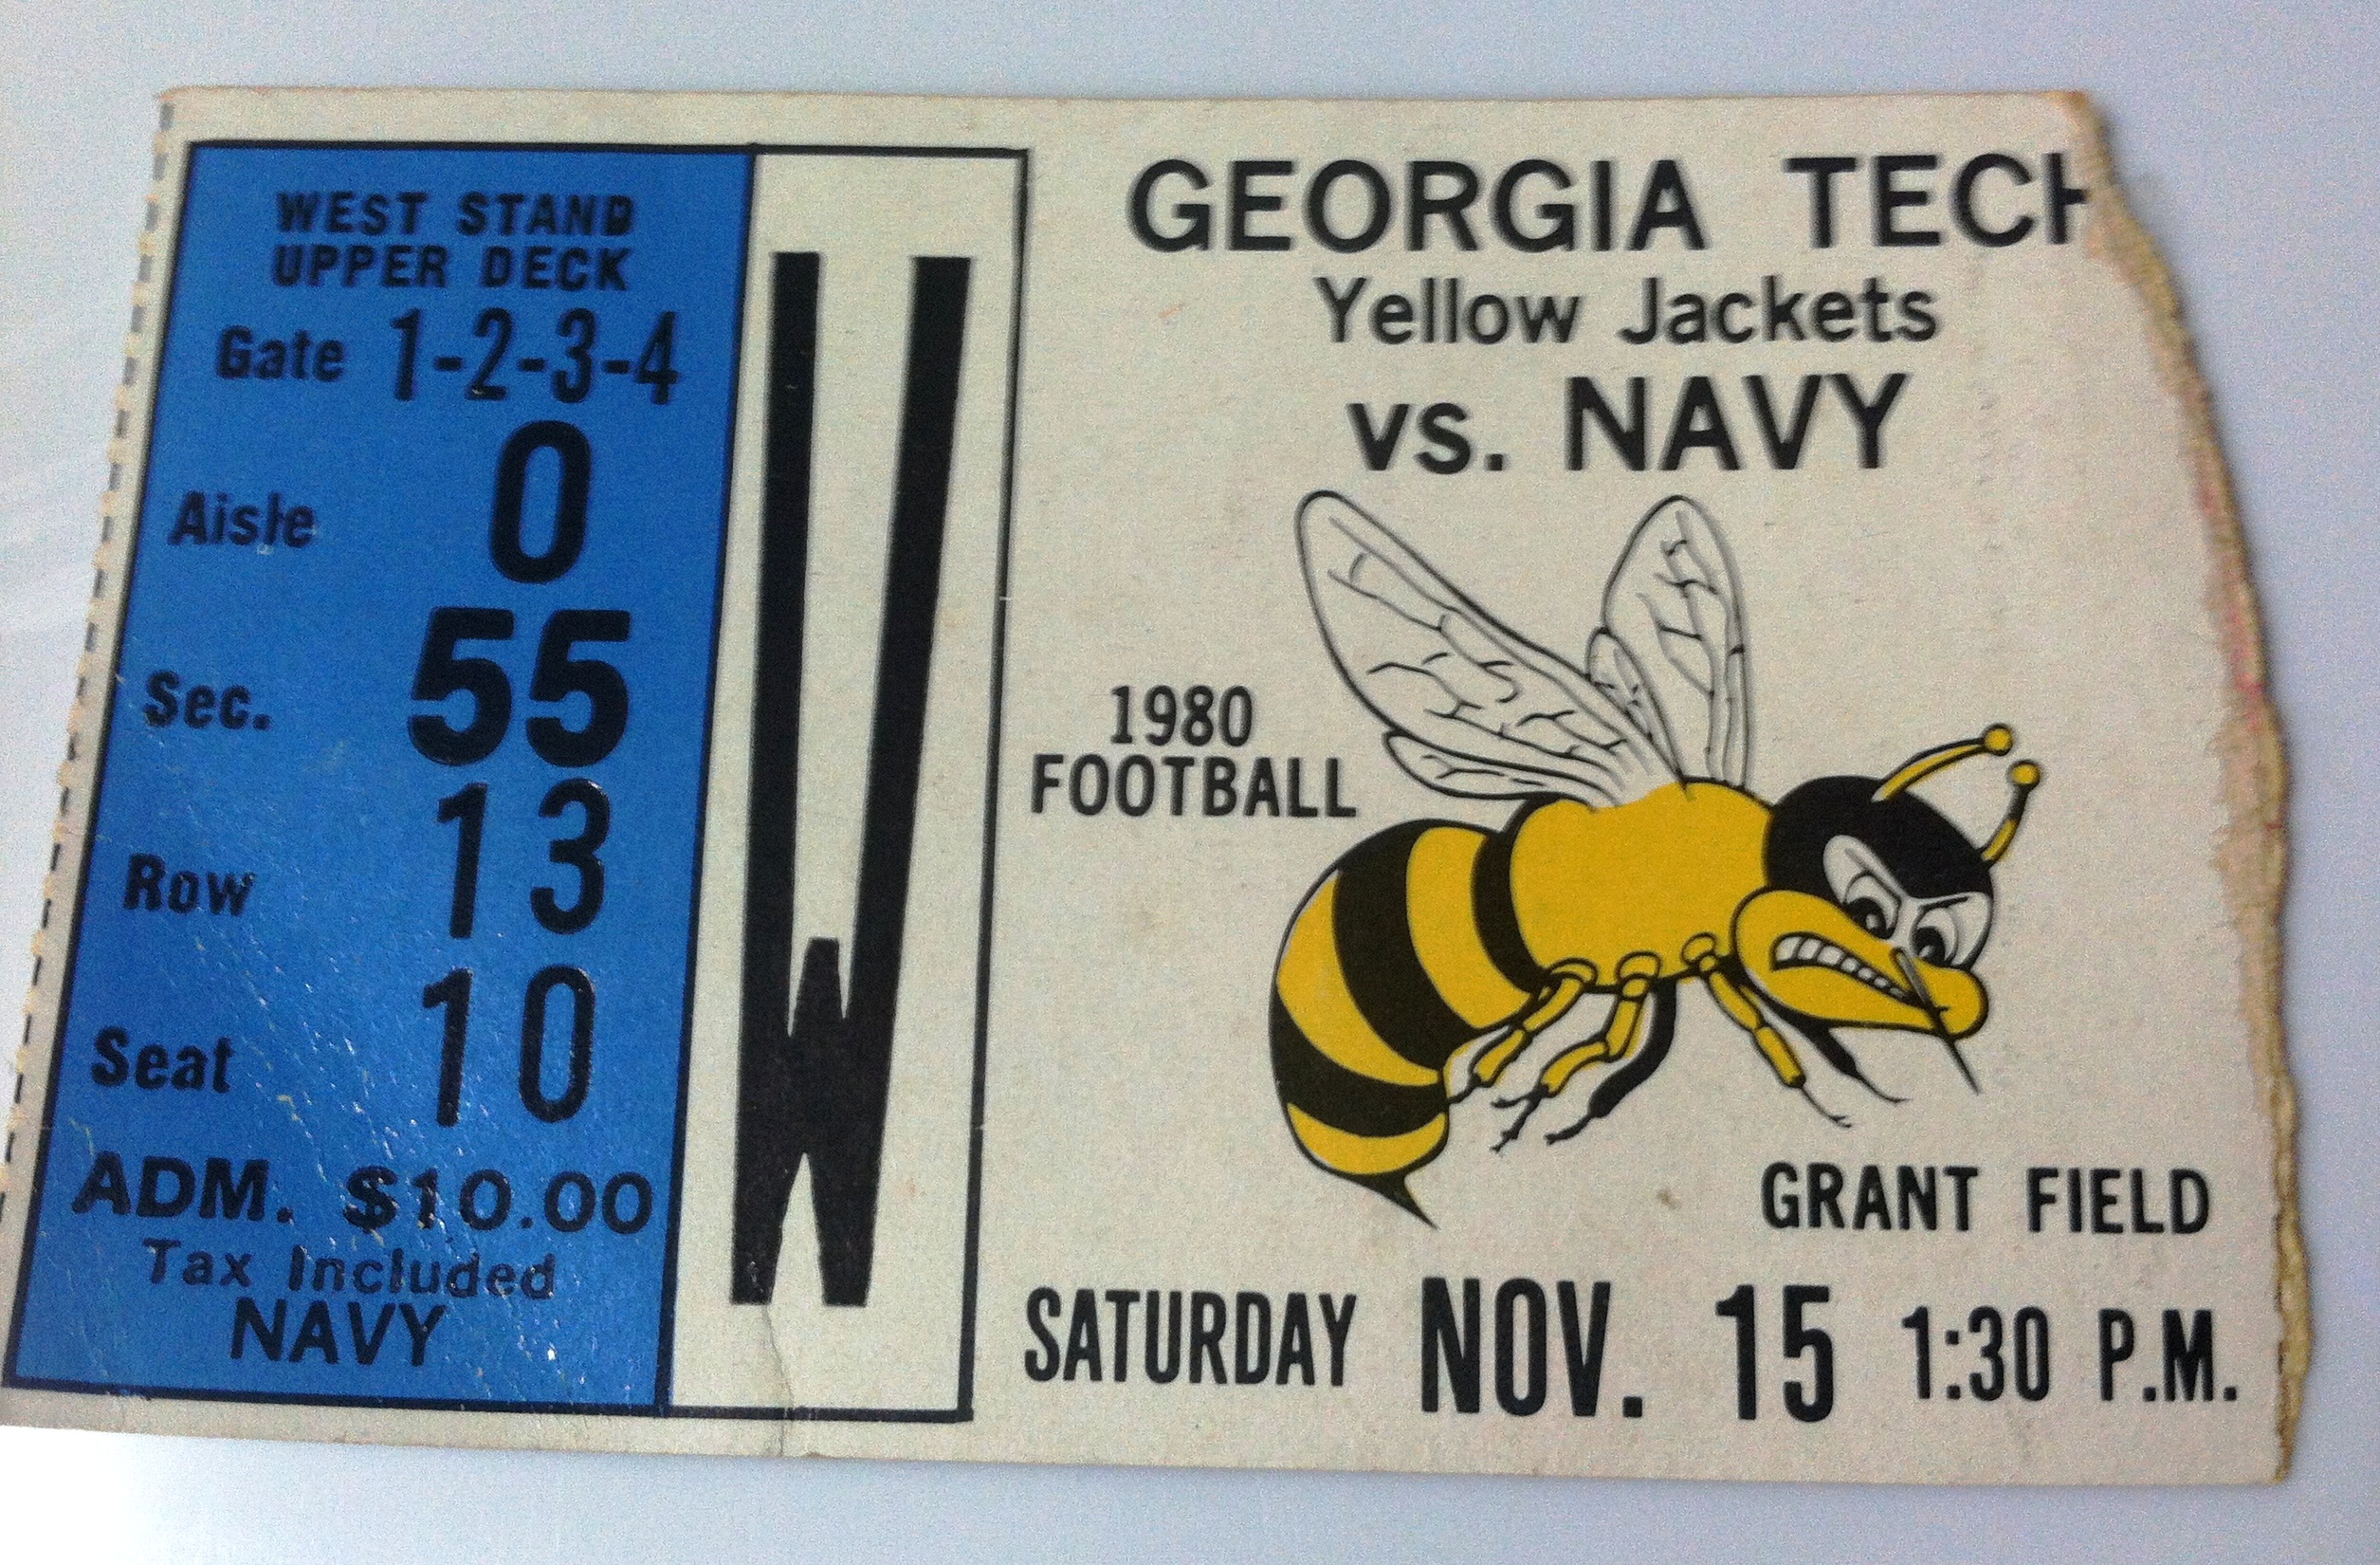 WEST STAND
UPPER DECK
Gate 1-2-3-4
Aisle 0
Sec. 55
Row 13
Seat 10
ADM. $10.00
Tax Included
NAVY
W
GEORGIA TECH
Yellow Jackets
vs. NAVY
1980
FOOTBALL
GRANT FIELD
SATURDAY NOV. 15 1:30 P.M.